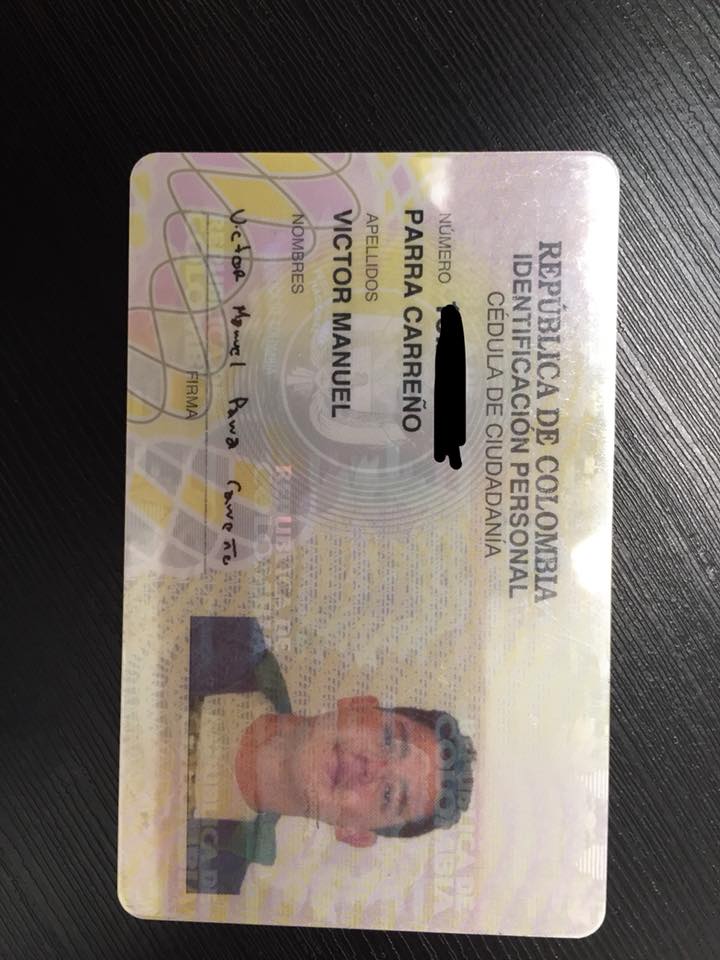 REPÚBLICA DE COLOMBIA
IDENTIFICACIÓN PERSONAL
CÉDULA DE CIUDADANÍA
NÚMERO
PARRA CARREÑO
APELLIDOS
VICTOR MANUEL
NOMBRES
Victor Manuel Parra Carreño
FIRMA